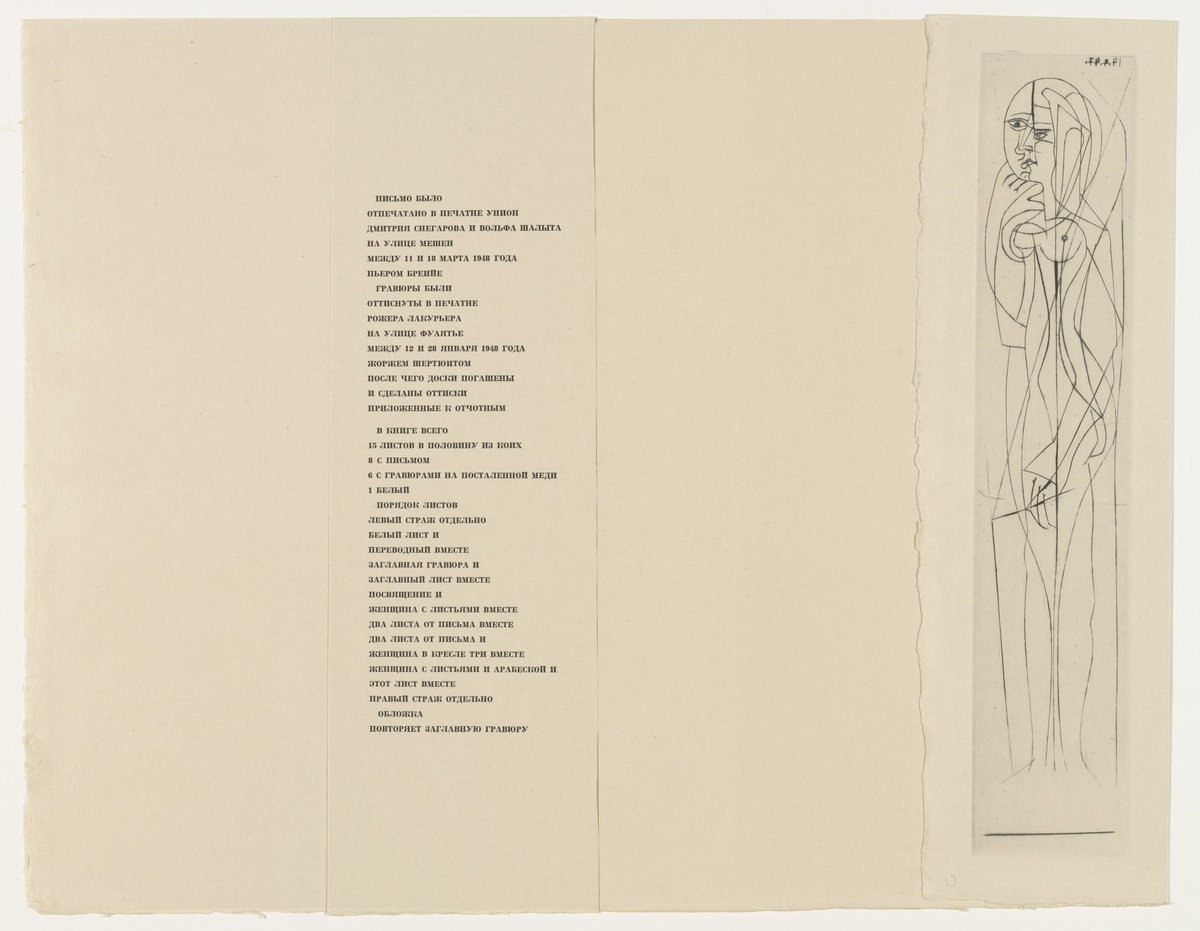 ПИСЬМО БЫЛО
ОТПЕЧАТАНО В ПЕЧАТНЕ УНИОН
ДМИТРИЯ СНЕГАРОВА И ВОЛЬФА ШАЛЫТА
НА УЛИЦЕ МЕШЕН
МЕЖДУ 11 И 18 МАРТА 1948 ГОДА
ПЬЕРОМ БРЕИЙЕ
ГРАВЮРЫ БЫЛИ
ОТТИСНУТЫ В ПЕЧАТНЕ
РОЖЕРА ЛАКУРЬЕРА
НА УЛИЦЕ ФУАЯТЬЕ
МЕЖДУ 12 И 28 ЯНВАРЯ 1948 ГОДА
ЖОРЖЕМ ШЕРТЮИТОМ
ПОСЛЕ ЧЕГО ДОСКИ ПОГАШЕНЫ
И СДЕЛАНЫ ОТТИСКИ
ПРИЛОЖЕННЫЕ К ОТЧОТНЫМ
В КНИГЕ ВСЕГО
15 ЛИСТОВ В ПОЛОВИНУ ИЗ КОИХ
8 С ПИСЬМОМ
6 С ГРАВЮРАМИ НА ПОСТАЛЕННОЙ МЕДИ
1 БЕЛЫЙ
ПОРЯДОК ЛИСТОВ
ЛЕВЫЙ СТРАЖ ОТДЕЛЬНО
БЕЛЫЙ ЛИСТ И
ПЕРЕВОДНЫЙ ВМЕСТЕ
ЗАГЛАВНАЯ ГРАВЮРА И
ЗАГЛАВНЫЙ ЛИСТ ВМЕСТЕ
ПОСВЯЩЕНИЕ И
ЖЕНЩИНА С ЛИСТЬЯМИ ВМЕСТЕ
ДВА ЛИСТА ОТ ПИСЬМА ВМЕСТЕ
ДВА ЛИСТА ОТ ПИСЬМА И
ЖЕНЩИНА В КРЕСЛЕ ТРИ ВМЕСТЕ
ЖЕНЩИНА С ЛИСТЬЯМИ И АРАБЕСКОЙ И
ЭТОТ ЛИСТ ВМЕСТЕ
ПРАВЫЙ СТРАЖ ОТДЕЛЬНО
ОБЛОЖКА
ПОВТОРЯЕТ ЗАГЛАВНУЮ ГРАВЮРУ